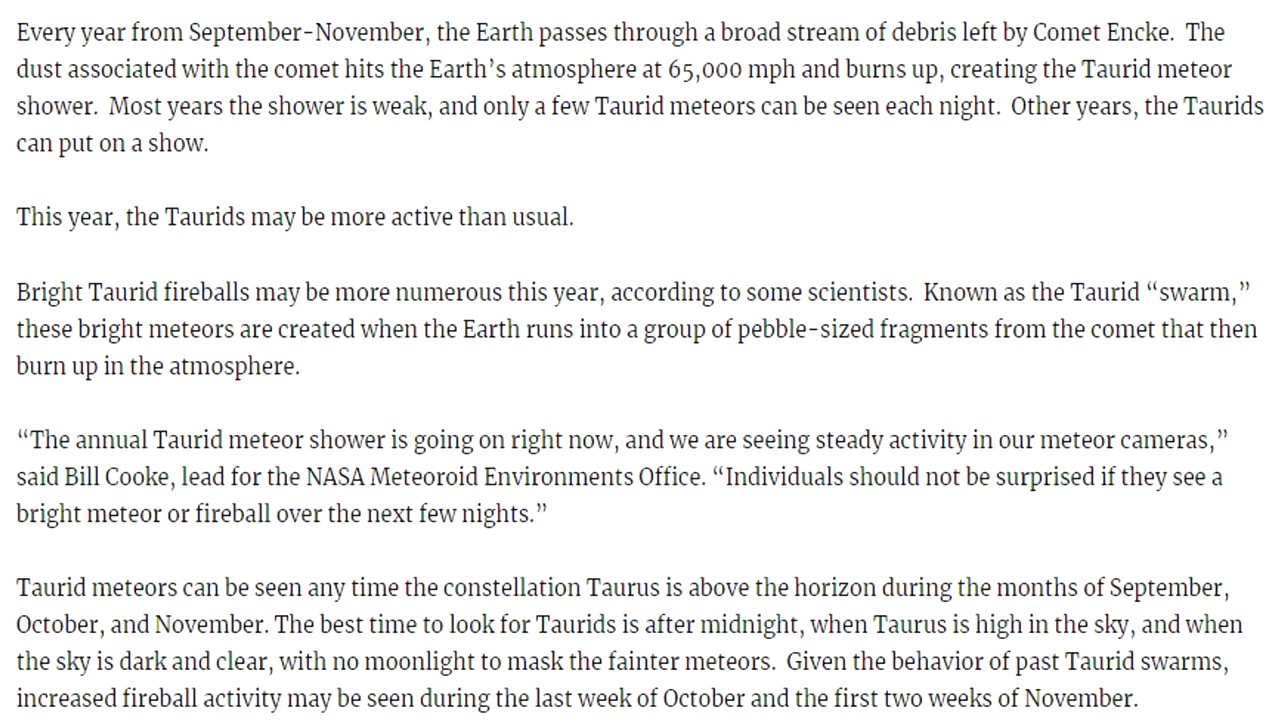 Every year from September-November, the Earth passes through a broad stream of debris left by Comet Encke.  The
dust associated with the comet hits the Earth’s atmosphere at 65,000 mph and burns up, creating the Taurid meteor
shower.  Most years the shower is weak, and only a few Taurid meteors can be seen each night.  Other years, the Taurids
can put on a show.
This year, the Taurids may be more active than usual.
Bright Taurid fireballs may be more numerous this year, according to some scientists.  Known as the Taurid “swarm,”
these bright meteors are created when the Earth runs into a group of pebble-sized fragments from the comet that then
burn up in the atmosphere.
“The annual Taurid meteor shower is going on right now, and we are seeing steady activity in our meteor cameras,”
said Bill Cooke, lead for the NASA Meteoroid Environments Office. “Individuals should not be surprised if they see a
bright meteor or fireball over the next few nights.”
Taurid meteors can be seen any time the constellation Taurus is above the horizon during the months of September,
October, and November. The best time to look for Taurids is after midnight, when Taurus is high in the sky, and when
the sky is dark and clear, with no moonlight to mask the fainter meteors.  Given the behavior of past Taurid swarms,
increased fireball activity may be seen during the last week of October and the first two weeks of November.